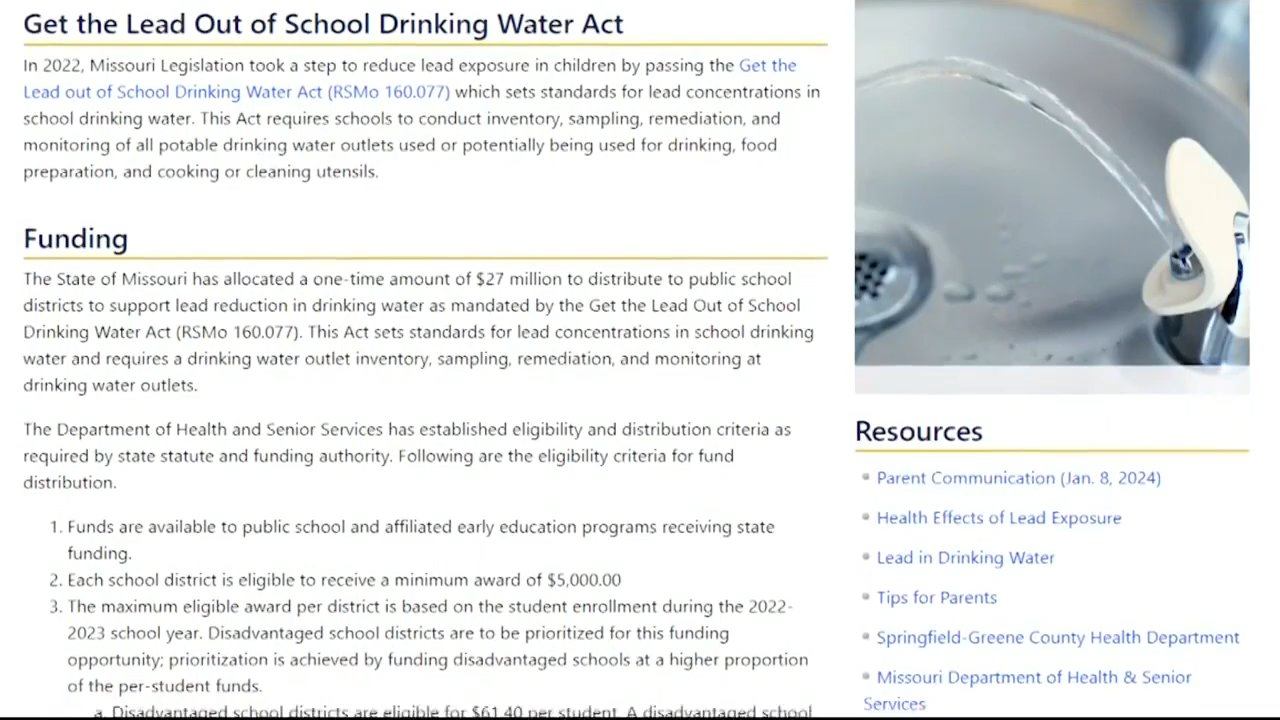 Get the Lead Out of School Drinking Water Act
In 2022, Missouri Legislation took a step to reduce lead exposure in children by passing the Get the
Lead out of School Drinking Water Act (RSMo 160.077) which sets standards for lead concentrations in
school drinking water. This Act requires schools to conduct inventory, sampling, remediation, and
monitoring of all potable drinking water outlets used or potentially being used for drinking, food
preparation, and cooking or cleaning utensils.
Funding
The State of Missouri has allocated a one-time amount of $27 million to distribute to public school
districts to support lead reduction in drinking water as mandated by the Get the Lead Out of School
Drinking Water Act (RSMo 160.077). This Act sets standards for lead concentrations in school drinking
water and requires a drinking water outlet inventory, sampling, remediation, and monitoring at
drinking water outlets.
The Department of Health and Senior Services has established eligibility and distribution criteria as
required by state statute and funding authority. Following are the eligibility criteria for fund
distribution.
1. Funds are available to public school and affiliated early education programs receiving state
funding.
2. Each school district is eligible to receive a minimum award of $5,000.00
3. The maximum eligible award per district is based on the student enrollment during the 2022-
2023 school year. Disadvantaged school districts are to be prioritized for this funding
opportunity; prioritization is achieved by funding disadvantaged schools at a higher proportion
of the per-student funds.
a. Disadvantaged school districts are eligible for $61.40 per student. A disadvantaged school
Resources
Parent Communication (Jan. 8, 2024)
Health Effects of Lead Exposure
Lead in Drinking Water
Tips for Parents
Springfield-Greene County Health Department
Missouri Department of Health & Senior
Services